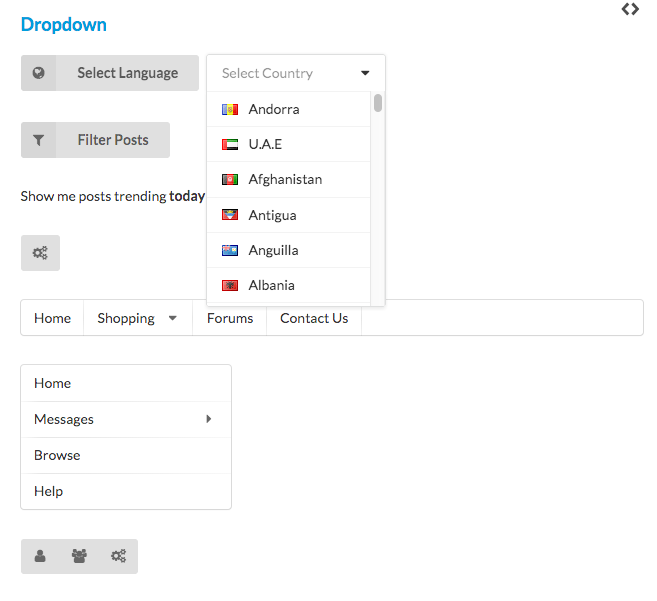 Dropdown
Select Language
Select Country
Andorra
U.A.E
Afghanistan
Antigua
Anguilla
Albania
Filter Posts
Show me posts trending today
Home Shopping Forums Contact Us
Home
Messages
Browse
Help